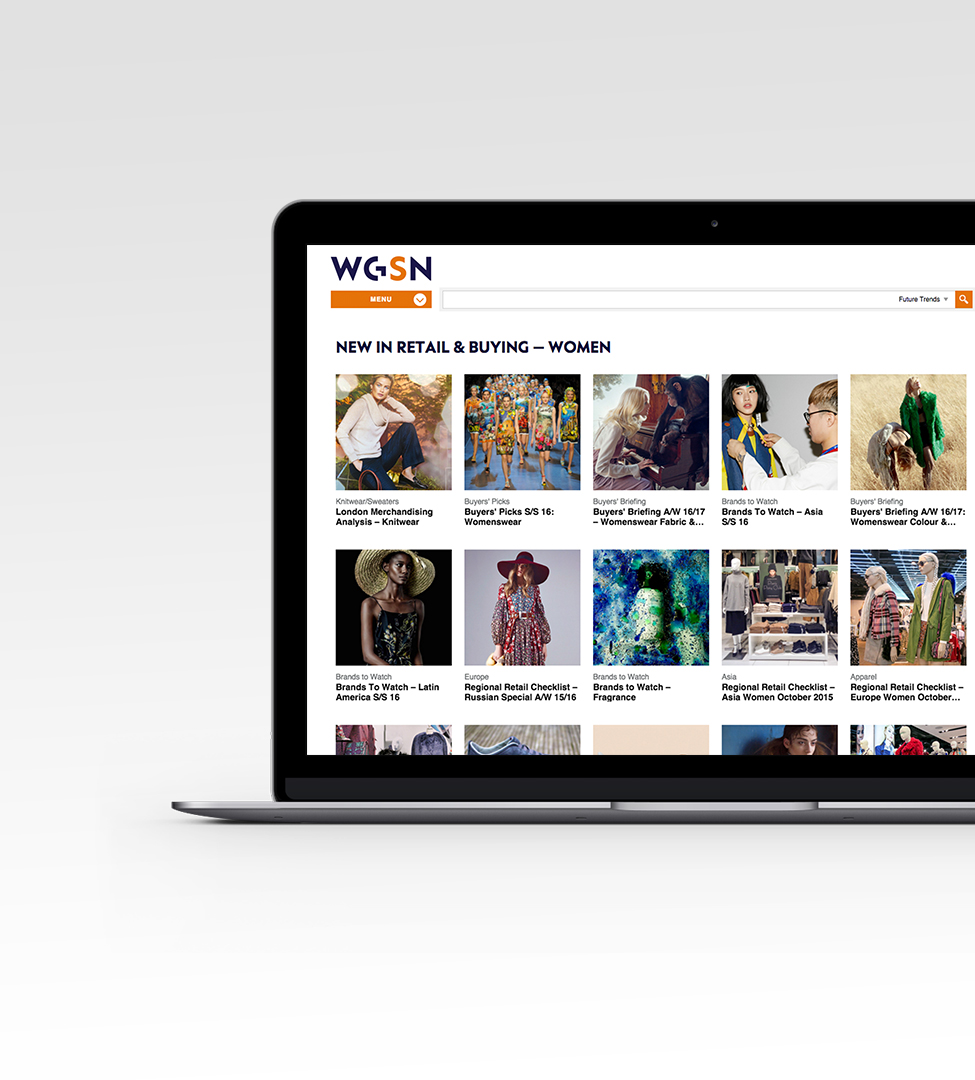 WGSN
MENU
Future Trends
NEW IN RETAIL & BUYING — WOMEN
Knitwear/Sweaters
London Merchandising
Analysis – Knitwear
Buyers' Picks
Buyers' Picks S/S 16:
Womenswear
Buyers' Briefing
Buyers' Briefing A/W 16/17
– Womenswear Fabric &...
Brands to Watch
Brands To Watch – Asia
S/S 16
Buyers' Briefing
Buyers' Briefing A/W 16/17:
Womenswear Colour &...
Brands to Watch
Brands To Watch – Latin
America S/S 16
Europe
Regional Retail Checklist –
Russian Special A/W 15/16
Brands to Watch
Brands to Watch –
Fragrance
Asia
Regional Retail Checklist –
Asia Women October 2015
Apparel
Regional Retail Checklist –
Europe Women October...